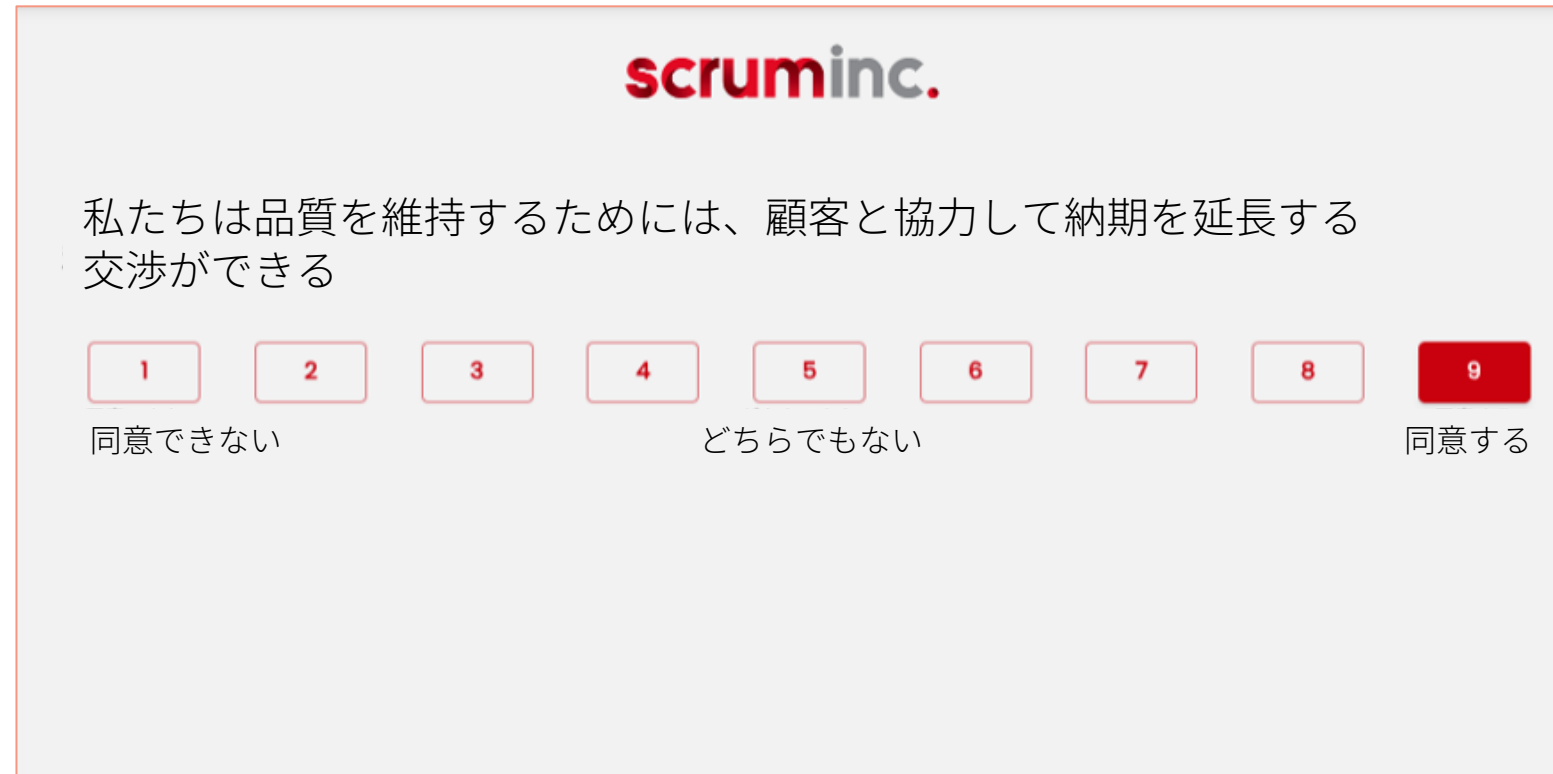 scruminc.
私たちは品質を維持するためには、顧客と協力して納期を延長する
交渉ができる
1 2 3 4 5 6 7 8 9
同意できない どちらでもない 同意する